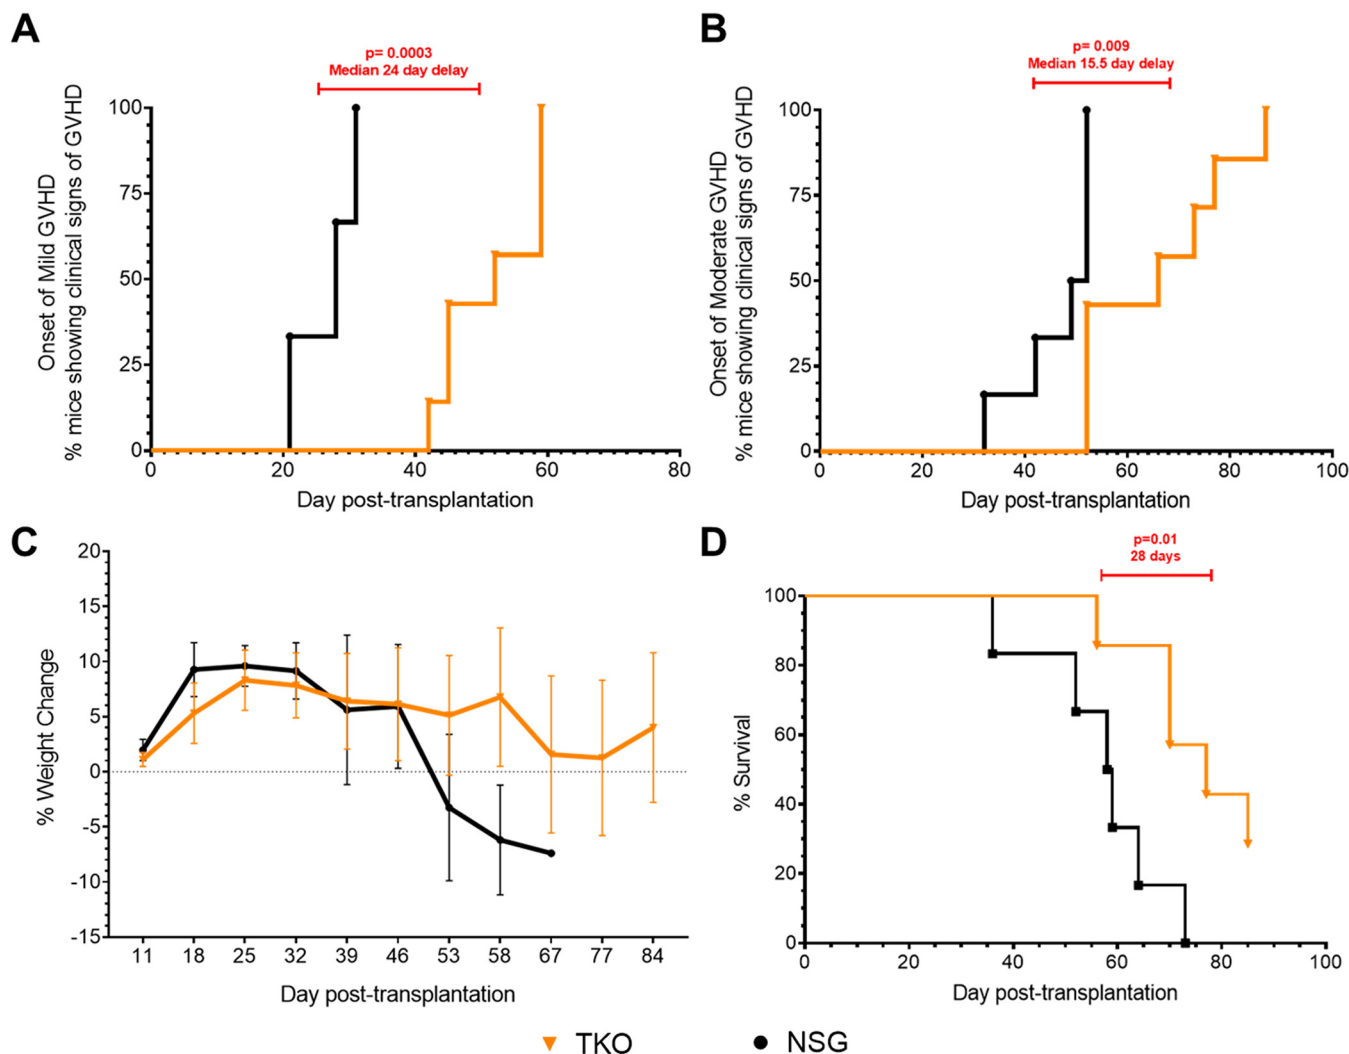 A
p= 0.0003
Median 24 day delay
Onset of Mild GVHD
% mice showing clinical signs of GVHD
100
75
50
25
0
0 20 40 60 80
Day post-transplantation
B
p= 0.009
Median 15.5 day delay
Onset of Moderate GVHD
% mice showing clinical signs of GVHD
100
75
50
25
0
0 20 40 60 80 100
Day post-transplantation
C
% Weight Change
20
15
10
5
0
-5
-10
-15
11 18 25 32 39 46 53 58 67 77 84
Day post-transplantation
D
p=0.01
28 days
% Survival
100
80
60
40
20
0
0 20 40 60 80 100
Day post-transplantation
TKO NSG